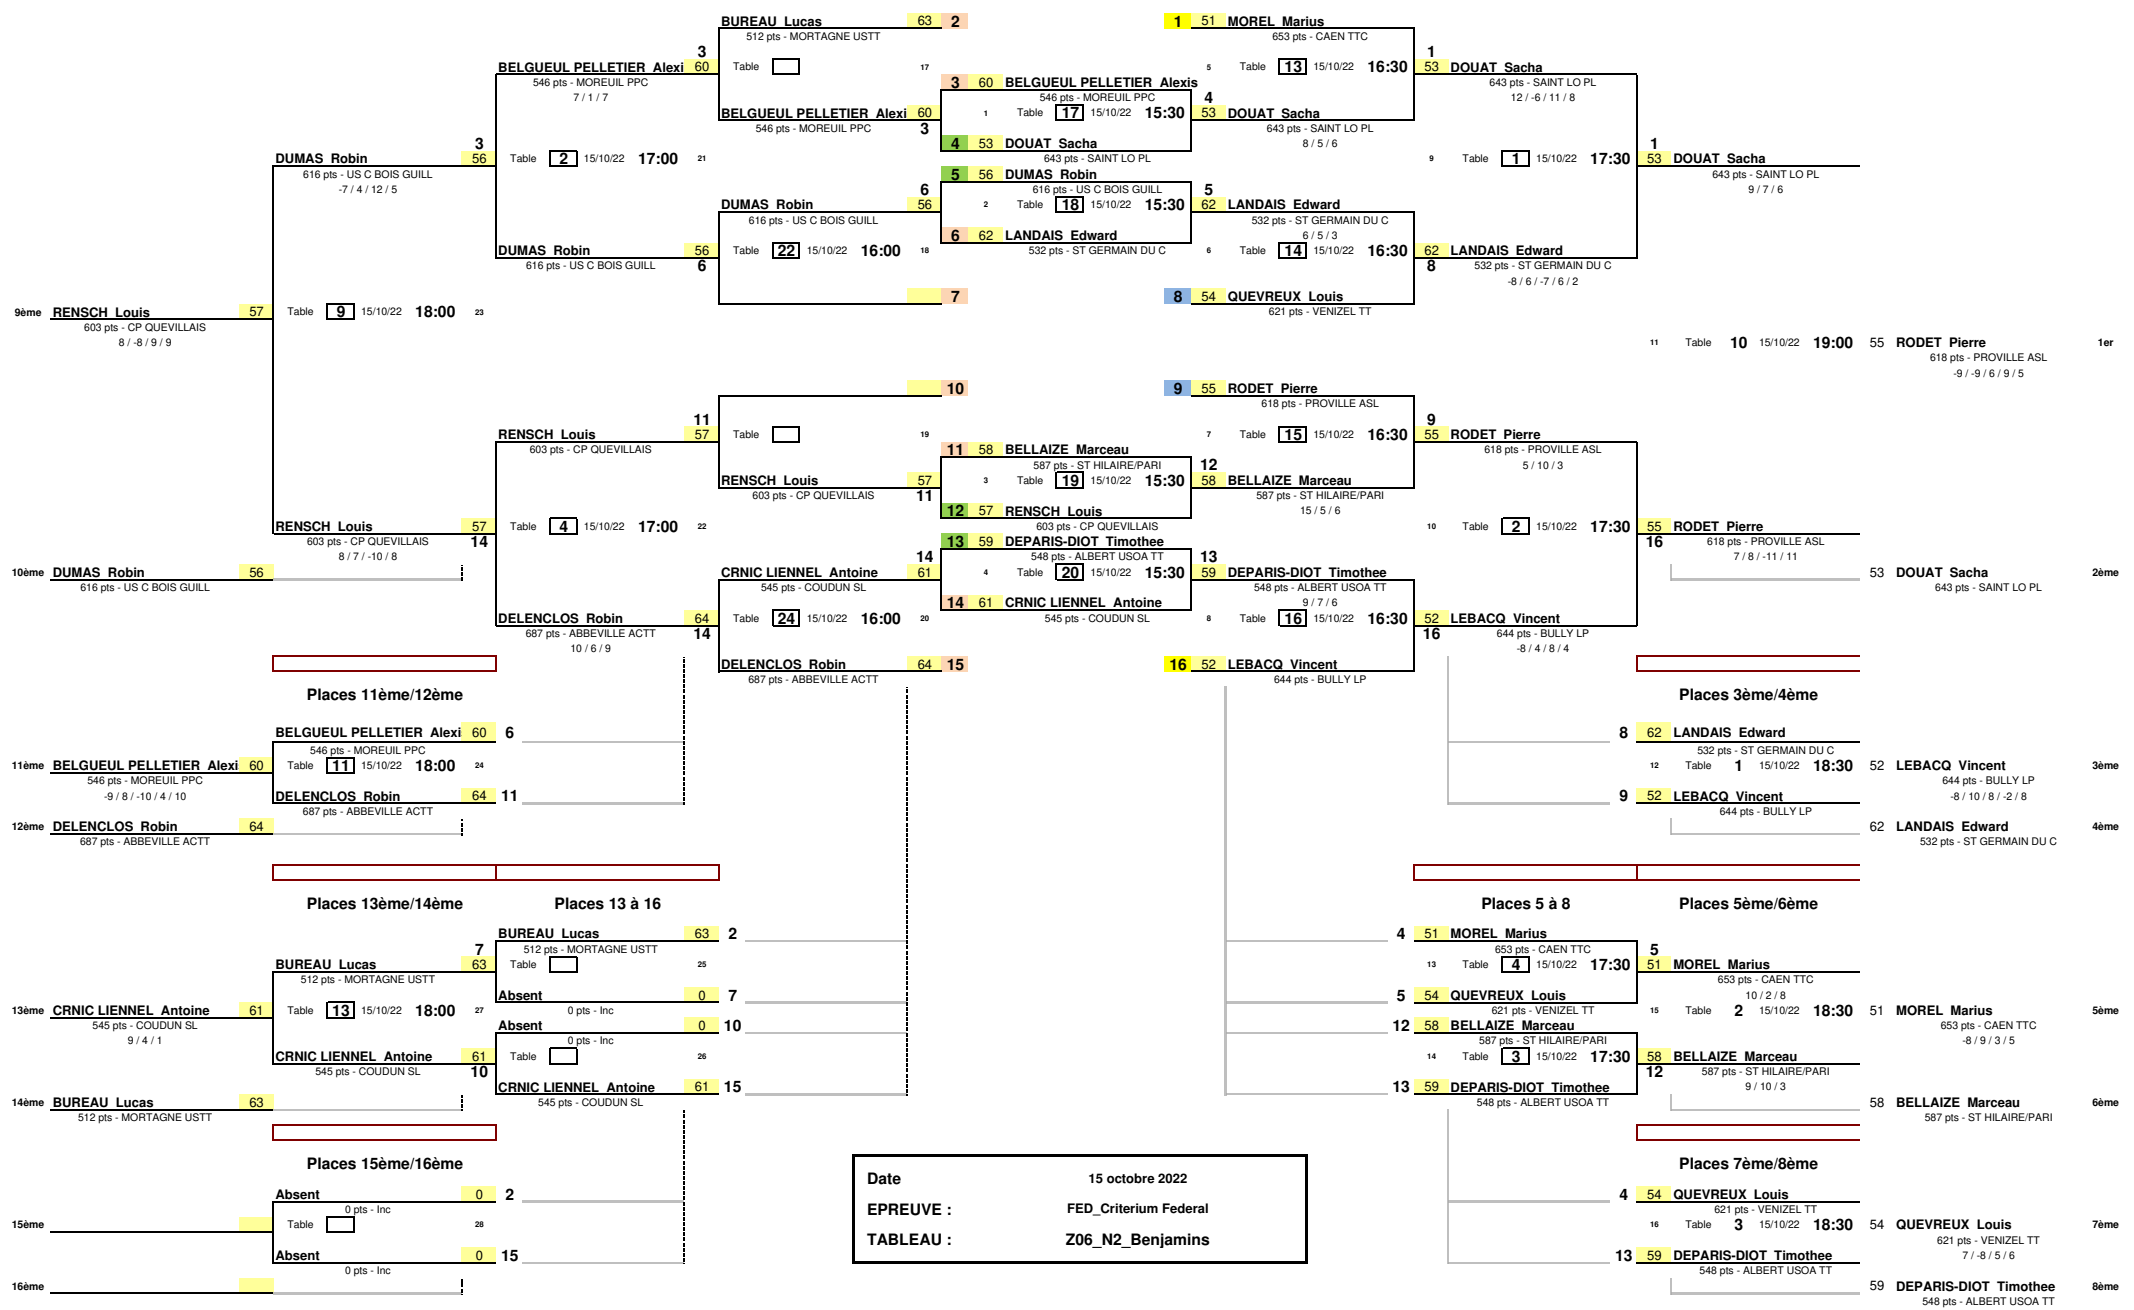 BUREAU Lucas 63 2 1 51 MOREL Marius
512 pts - MORTAGNE USTT 653 pts - CAEN TTC
3 1
BELGUEUL PELLETIER Alexi 60 Table 17 5 Table 13 15/10/22 16:30 53 DOUAT Sacha
546 pts - MOREUIL PPC 3 60 BELGUEUL PELLETIER Alexis 643 pts - SAINT LO PL
7 / 1 / 7 546 pts - MOREUIL PPC 4 12 / -6 / 11 / 8
BELGUEUL PELLETIER Alexi 60 1 Table 17 15/10/22 15:30 53 DOUAT Sacha
546 pts - MOREUIL PPC 3 643 pts - SAINT LO PL
3 4 53 DOUAT Sacha 8 / 5 / 6 1
DUMAS Robin 56 Table 2 15/10/22 17:00 21 643 pts - SAINT LO PL 9 Table 1 15/10/22 17:30 53 DOUAT Sacha
616 pts - US C BOIS GUILL 5 56 DUMAS Robin 643 pts - SAINT LO PL
-7 / 4 / 12 / 5 6 616 pts - US C BOIS GUILL 5 9 / 7 / 6
DUMAS Robin 56 2 Table 18 15/10/22 15:30 62 LANDAIS Edward
616 pts - US C BOIS GUILL 532 pts - ST GERMAIN DU C
6 62 LANDAIS Edward 6 / 5 / 3
DUMAS Robin 56 Table 22 15/10/22 16:00 18 532 pts - ST GERMAIN DU C 6 Table 14 15/10/22 16:30 62 LANDAIS Edward
616 pts - US C BOIS GUILL 6 8 532 pts - ST GERMAIN DU C
-8 / 6 / -7 / 6 / 2
7 8 54 QUEVREUX Louis
9ème RENSCH Louis 57 Table 9 15/10/22 18:00 23 621 pts - VENIZEL TT
603 pts - CP QUEVILLAIS
8 / -8 / 9 / 9 11 Table 10 15/10/22 19:00 55 RODET Pierre 1er
618 pts - PROVILLE ASL
-9 / -9 / 6 / 9 / 5
10 9 55 RODET Pierre
618 pts - PROVILLE ASL
11 9
RENSCH Louis 57 Table 19 7 Table 15 15/10/22 16:30 55 RODET Pierre
603 pts - CP QUEVILLAIS 11 58 BELLAIZE Marceau 618 pts - PROVILLE ASL
587 pts - ST HILAIRE/PARI 12 5 / 10 / 3
RENSCH Louis 57 3 Table 19 15/10/22 15:30 58 BELLAIZE Marceau
603 pts - CP QUEVILLAIS 11 587 pts - ST HILAIRE/PARI
12 57 RENSCH Louis 15 / 5 / 6
RENSCH Louis 57 Table 4 15/10/22 17:00 22 603 pts - CP QUEVILLAIS 10 Table 2 15/10/22 17:30 55 RODET Pierre
603 pts - CP QUEVILLAIS 14 13 59 DEPARIS-DIOT Timothee 16 618 pts - PROVILLE ASL
8 / 7 / -10 / 8 14 548 pts - ALBERT USOA TT 13 7 / 8 / -11 / 11
10ème DUMAS Robin 56 CRNIC LIENNEL Antoine 61 4 Table 20 15/10/22 15:30 59 DEPARIS-DIOT Timothee 53 DOUAT Sacha 2ème
616 pts - US C BOIS GUILL 545 pts - COUDUN SL 548 pts - ALBERT USOA TT 643 pts - SAINT LO PL
14 61 CRNIC LIENNEL Antoine 9 / 7 / 6
DELENCLOS Robin 64 Table 24 15/10/22 16:00 20 545 pts - COUDUN SL 8 Table 16 15/10/22 16:30 52 LEBACQ Vincent
687 pts - ABBEVILLE ACTT 14 16 644 pts - BULLY LP
10 / 6 / 9 -8 / 4 / 8 / 4
DELENCLOS Robin 64 15 16 52 LEBACQ Vincent
687 pts - ABBEVILLE ACTT 644 pts - BULLY LP
Places 11ème/12ème Places 3ème/4ème
BELGUEUL PELLETIER Alexi 60 6 8 62 LANDAIS Edward
546 pts - MOREUIL PPC 532 pts - ST GERMAIN DU C
11ème BELGUEUL PELLETIER Alexi 60 Table 11 15/10/22 18:00 24 12 Table 1 15/10/22 18:30 52 LEBACQ Vincent 3ème
546 pts - MOREUIL PPC 644 pts - BULLY LP
-9 / 8 / -10 / 4 / 10 DELENCLOS Robin 64 11 9 52 LEBACQ Vincent -8 / 10 / 8 / -2 / 8
687 pts - ABBEVILLE ACTT 644 pts - BULLY LP
12ème DELENCLOS Robin 64 62 LANDAIS Edward 4ème
687 pts - ABBEVILLE ACTT 532 pts - ST GERMAIN DU C
Places 13ème/14ème Places 13 à 16 Places 5 à 8 Places 5ème/6ème
BUREAU Lucas 63 2 4 51 MOREL Marius
7 512 pts - MORTAGNE USTT 653 pts - CAEN TTC 5
BUREAU Lucas 63 Table 25 13 Table 4 15/10/22 17:30 51 MOREL Marius
512 pts - MORTAGNE USTT 653 pts - CAEN TTC
Absent 0 7 5 54 QUEVREUX Louis 10 / 2 / 8
13ème CRNIC LIENNEL Antoine 61 Table 13 15/10/22 18:00 27 0 pts - Inc 621 pts - VENIZEL TT 15 Table 2 15/10/22 18:30 51 MOREL Marius 5ème
545 pts - COUDUN SL Absent 0 10 12 58 BELLAIZE Marceau 653 pts - CAEN TTC
9 / 4 / 1 0 pts - Inc 587 pts - ST HILAIRE/PARI -8 / 9 / 3 / 5
CRNIC LIENNEL Antoine 61 Table 26 14 Table 3 15/10/22 17:30 58 BELLAIZE Marceau
545 pts - COUDUN SL 10 12 587 pts - ST HILAIRE/PARI
CRNIC LIENNEL Antoine 61 15 13 59 DEPARIS-DIOT Timothee 9 / 10 / 3
14ème BUREAU Lucas 63 545 pts - COUDUN SL 548 pts - ALBERT USOA TT 58 BELLAIZE Marceau 6ème
512 pts - MORTAGNE USTT 587 pts - ST HILAIRE/PARI
Places 15ème/16ème Places 7ème/8ème
Date 15 octobre 2022
Absent 0 2 4 54 QUEVREUX Louis
0 pts - Inc EPREUVE : FED_Criterium Federal 621 pts - VENIZEL TT
15ème Table 28 16 Table 3 15/10/22 18:30 54 QUEVREUX Louis 7ème
TABLEAU : Z06_N2_Benjamins 621 pts - VENIZEL TT
Absent 0 15 13 59 DEPARIS-DIOT Timothee 7 / -8 / 5 / 6
0 pts - Inc 548 pts - ALBERT USOA TT
16ème 59 DEPARIS-DIOT Timothee 8ème
548 pts - ALBERT USOA TT